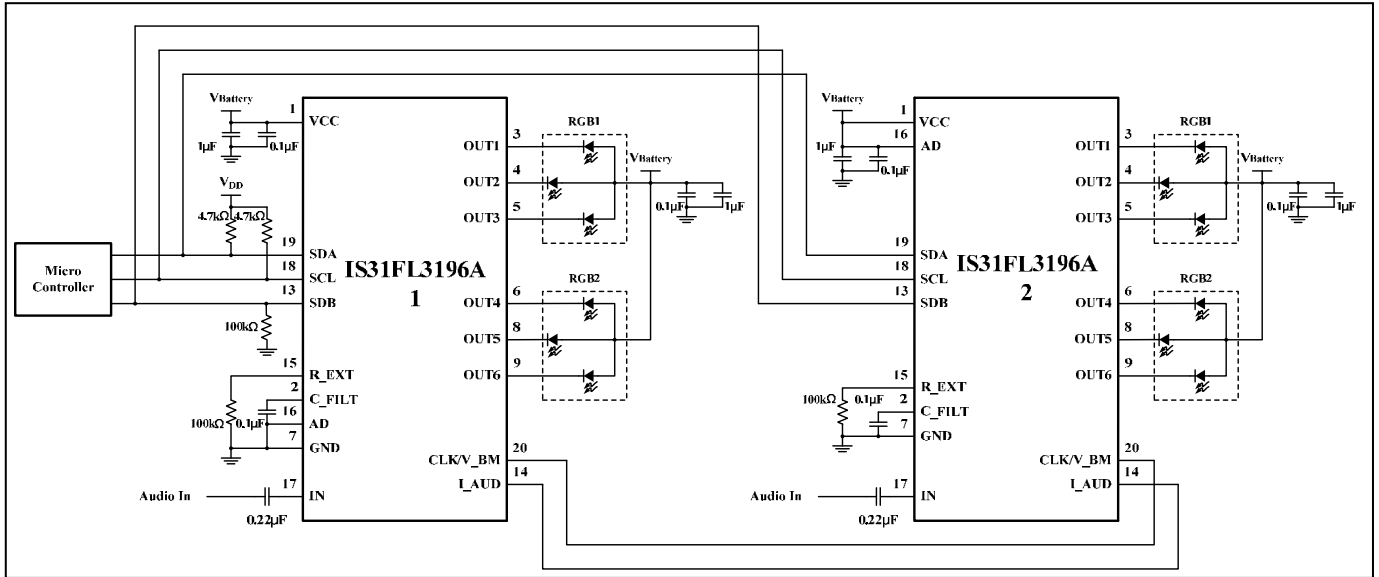 VBattery
1
VCC
1µF
0.1µF
VDD
4.7kΩ 4.7kΩ
Micro
Controller
19
SDA
18
SCL
13
SDB
100kΩ
IS31FL3196A
1
15
R_EXT
2
C_FILT
16
AD
7
GND
100kΩ
0.1µF
17
IN
Audio In
0.22µF
3
OUT1
4
OUT2
5
OUT3
6
OUT4
8
OUT5
9
OUT6
20
CLK/V_BM
14
I_AUD
RGB1
RGB2
VBattery
0.1µF
1µF
VBattery
1
VCC
16
AD
1µF
0.1µF
19
SDA
18
SCL
13
SDB
IS31FL3196A
2
15
R_EXT
2
C_FILT
7
GND
100kΩ
0.1µF
17
IN
Audio In
0.22µF
3
OUT1
4
OUT2
5
OUT3
6
OUT4
8
OUT5
9
OUT6
20
CLK/V_BM
14
I_AUD
RGB1
RGB2
VBattery
0.1µF
1µF